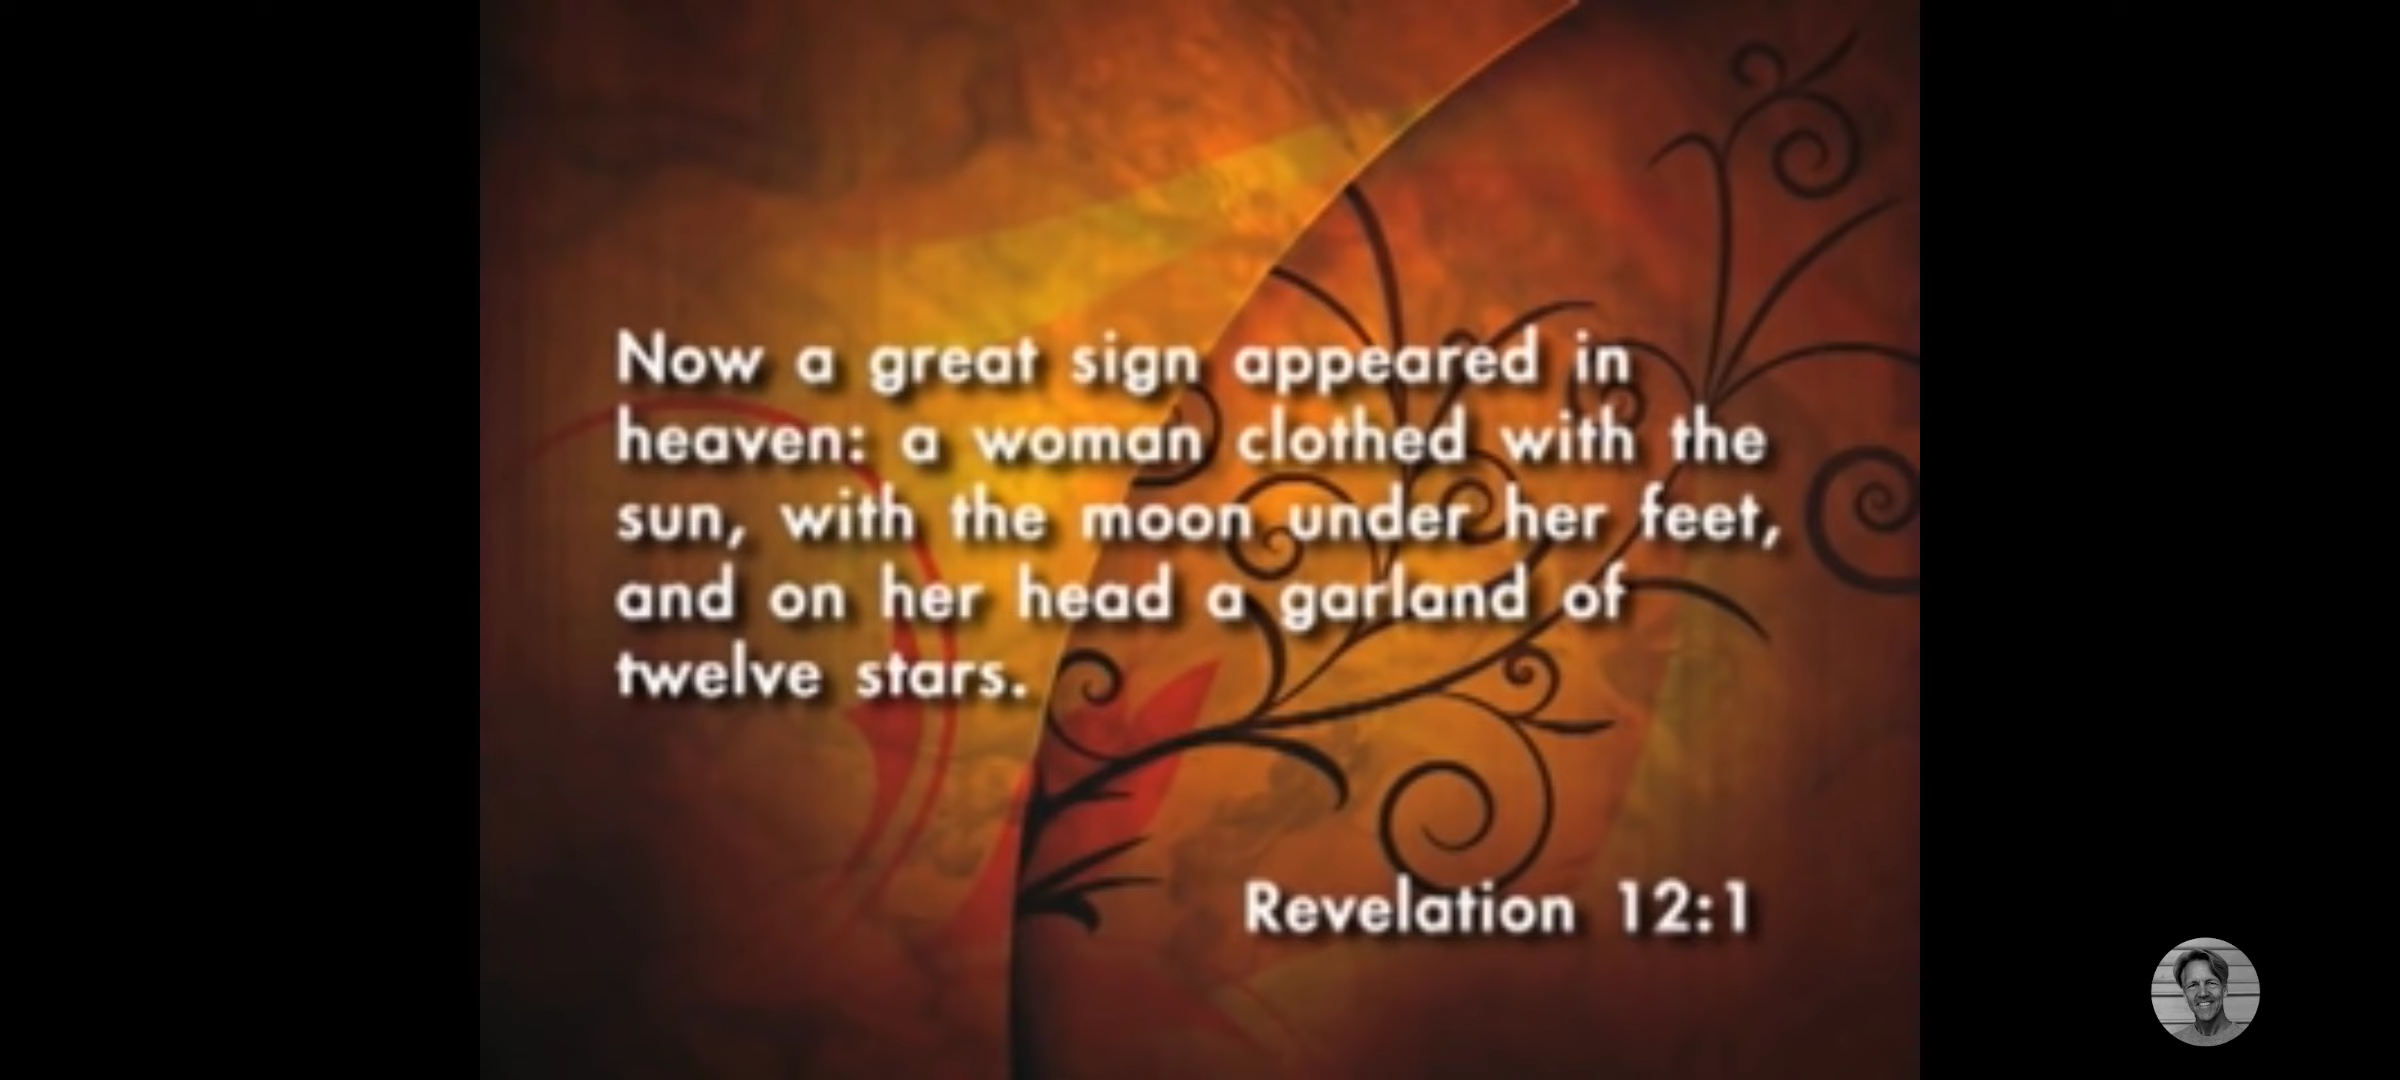 Now a great sign appeared in
heaven: a woman clothed with the
sun, with the moon under her feet,
and on her head a garland of
twelve stars.
Revelation 12:1